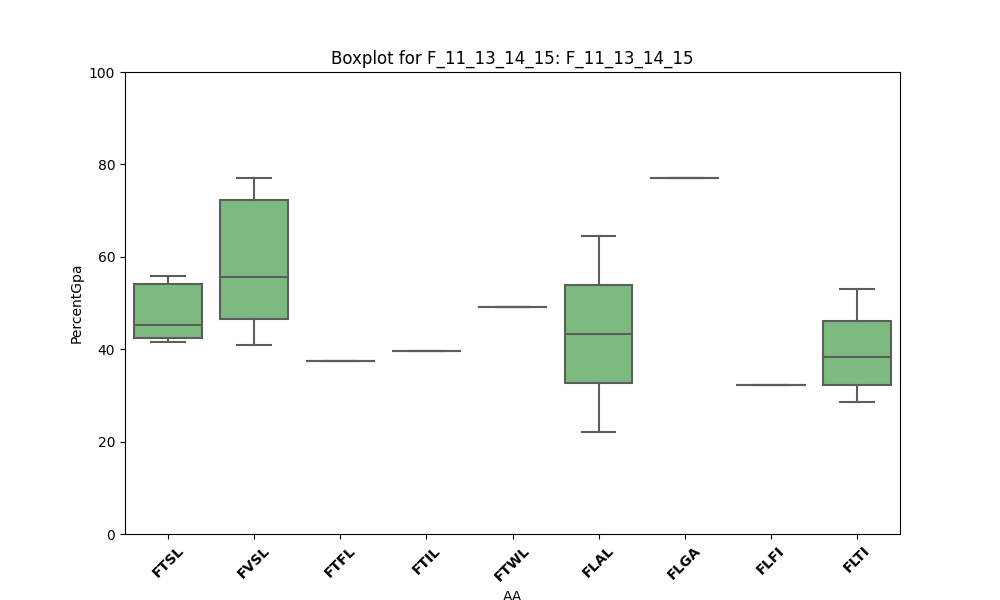 Boxplot for F_11_13_14_15: F_11_13_14_15
100
80
60
40
20
0
PercentGpa
FTSL
FVSL
FTFL
FTIL
FTWL
FLAL
FLGA
FLFI
FLTI
AA